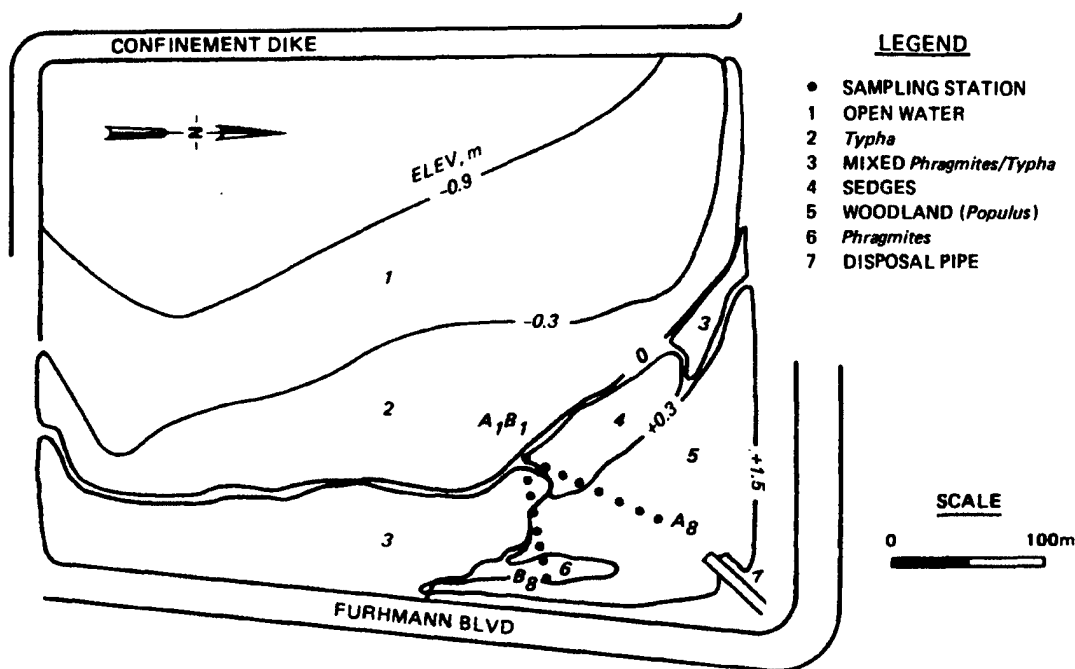 CONFINEMENT DIKE
N
ELEV, m
-0.9
1
-0.3
3
0
2
A1B1
4
+0.3
5
+1.5
A8
3
6
B8
7
FURHMANN BLVD
LEGEND
• SAMPLING STATION
1 OPEN WATER
2 Typha
3 MIXED Phragmites/Typha
4 SEDGES
5 WOODLAND (Populus)
6 Phragmites
7 DISPOSAL PIPE
SCALE
0 100m